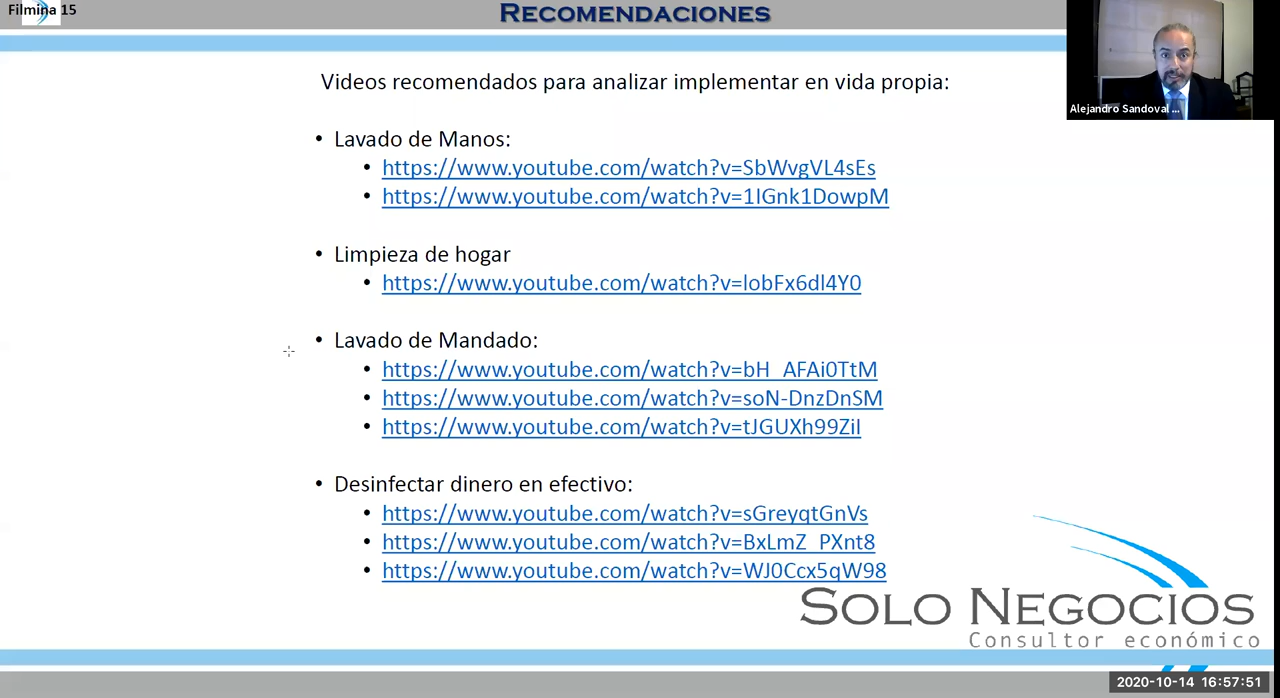 Filmina 15
RECOMENDACIONES
Alejandro Sandoval ...
Videos recomendados para analizar implementar en vida propia:
• Lavado de Manos:
• https://www.youtube.com/watch?v=SbWvgVL4sEs
• https://www.youtube.com/watch?v=1IGnk1DowpM
• Limpieza de hogar
• https://www.youtube.com/watch?v=lobFx6dl4Y0
• Lavado de Mandado:
• https://www.youtube.com/watch?v=bH_AFAi0TtM
• https://www.youtube.com/watch?v=soN-DnzDnSM
• https://www.youtube.com/watch?v=tJGUXh99ZiI
• Desinfectar dinero en efectivo:
• https://www.youtube.com/watch?v=sGreyqtGnVs
• https://www.youtube.com/watch?v=BxLmZ_PXnt8
• https://www.youtube.com/watch?v=WJ0Ccx5qW98
SOLO NEGOCIOS
Consultor económico
2020-10-14 16:57:51